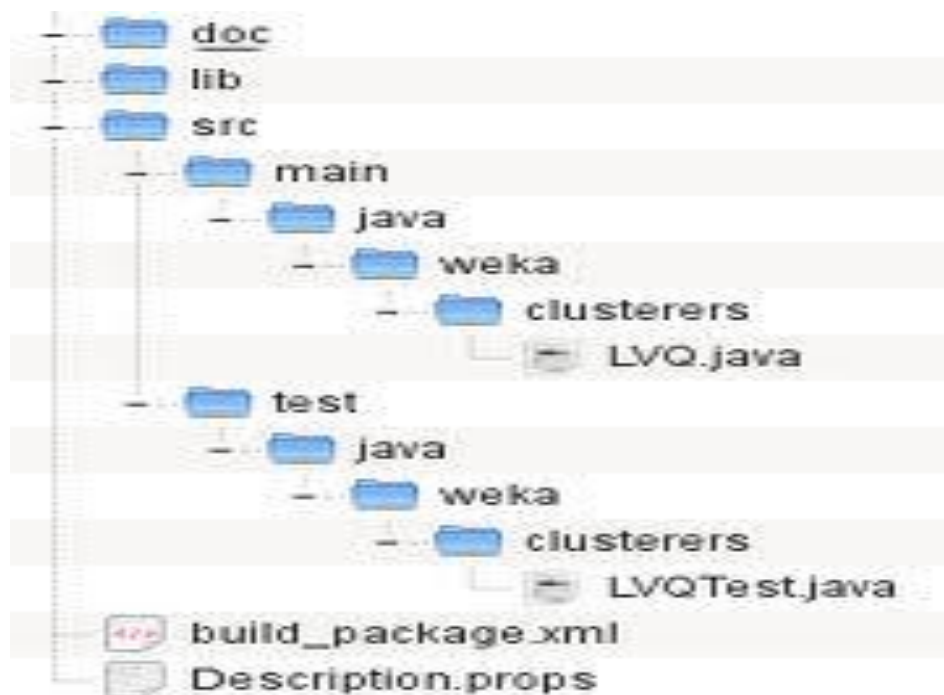 doc
lib
src
main
java
weka
clusterers
LVQ.java
test
java
weka
clusterers
LVQTest.java
build_package.xml
Description.props